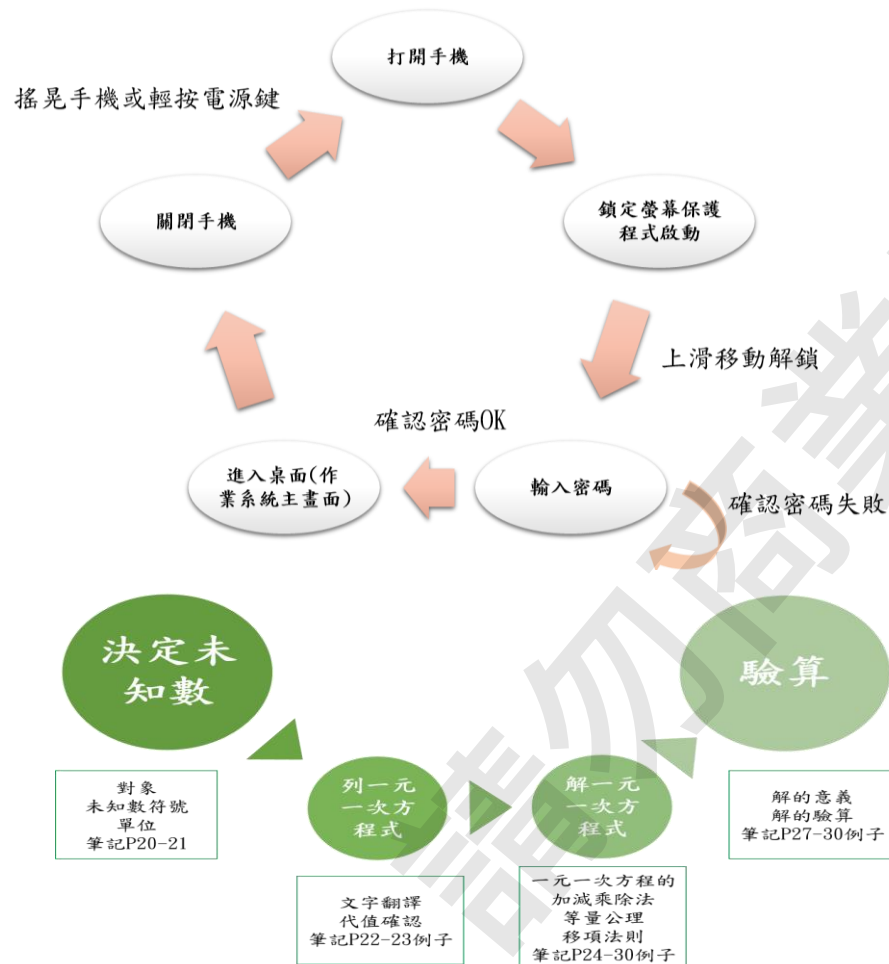 打開手機
搖晃手機或輕按電源鍵
關閉手機
鎖定螢幕保護
程式啟動
上滑移動解鎖
確認密碼OK
進入桌面(作
業系統主畫面)
輸入密碼
確認密碼失敗
決定未
知數
驗算
對象
未知數符號
單位
筆記P20-21
列一元
一次方
程式
解一元
一次方
程式
解的意義
解的驗算
筆記P27-30例子
文字翻譯
代值確認
筆記P22-23例子
一元一次方程的
加減乘除法
等量公理
移項法則
筆記P24-30例子
請勿商業